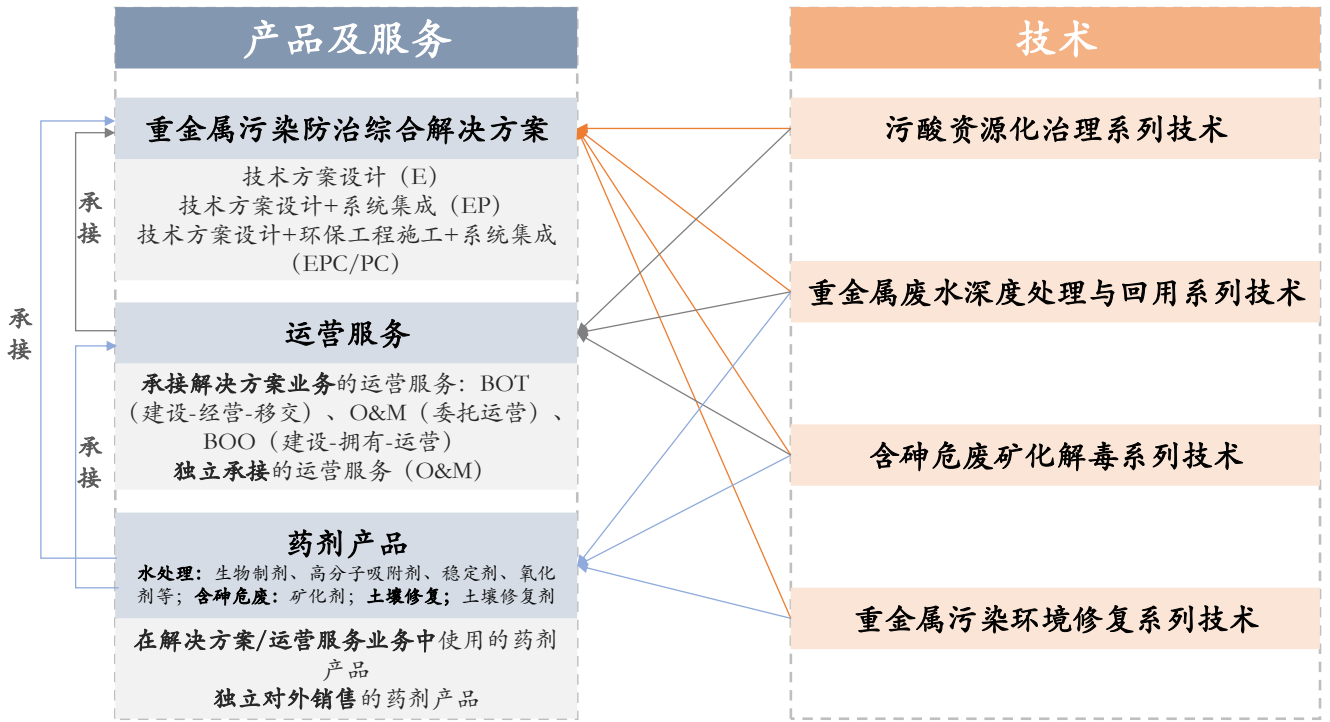 产品及服务
重金属污染防治综合解决方案
技术方案设计（E）
技术方案设计+系统集成（EP）
技术方案设计+环保工程施工+系统集成
（EPC/PC）
运营服务
承接解决方案业务的运营服务：BOT
（建设-经营-移交）、O&M（委托运营）、
BOO（建设-拥有-运营）
独立承接的运营服务（O&M）
药剂产品
水处理：生物制剂、高分子吸附剂、稳定剂、氧化
剂等；含砷危废：矿化剂；土壤修复；土壤修复剂
在解决方案/运营服务业务中使用的药剂
产品
独立对外销售的药剂产品
承
接
承
接
承
接
技术
污酸资源化治理系列技术
重金属废水深度处理与回用系列技术
含砷危废矿化解毒系列技术
重金属污染环境修复系列技术